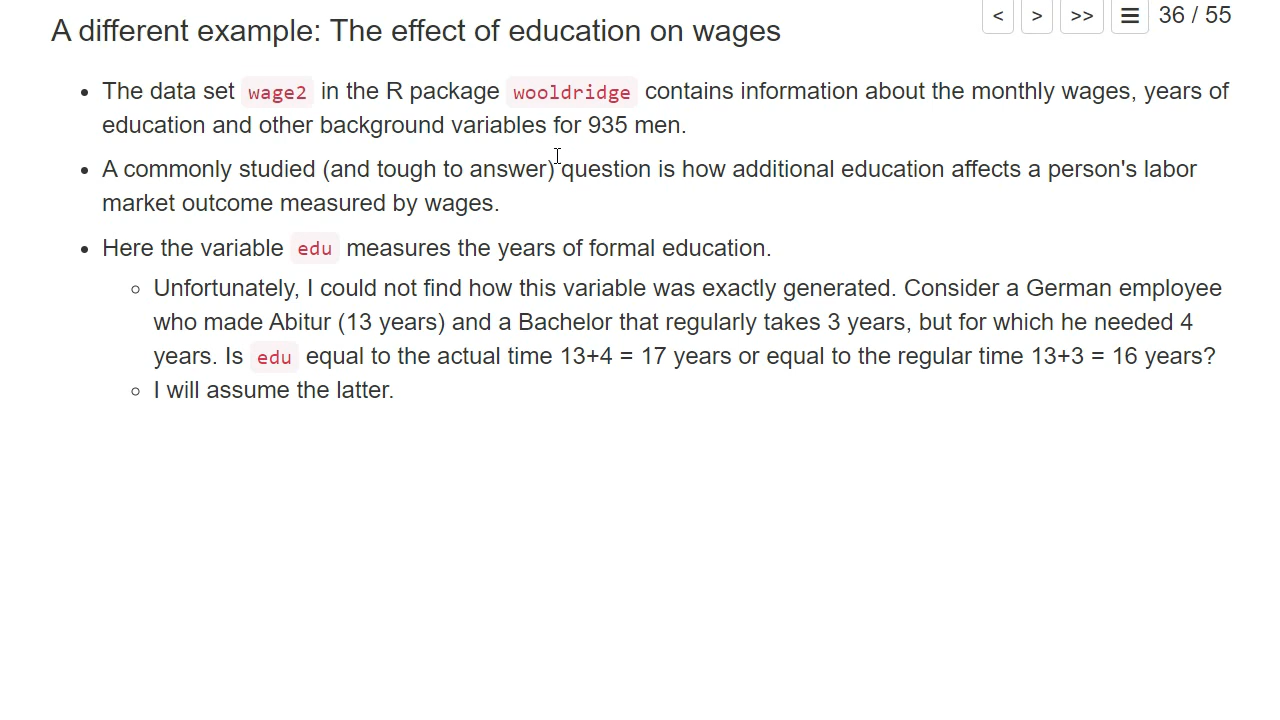 A different example: The effect of education on wages
< > >> ☰ 36 / 55
• The data set wage2 in the R package wooldridge contains information about the monthly wages, years of
education and other background variables for 935 men.
• A commonly studied (and tough to answer) question is how additional education affects a person's labor
market outcome measured by wages.
• Here the variable edu measures the years of formal education.
◦ Unfortunately, I could not find how this variable was exactly generated. Consider a German employee
who made Abitur (13 years) and a Bachelor that regularly takes 3 years, but for which he needed 4
years. Is edu equal to the actual time 13+4 = 17 years or equal to the regular time 13+3 = 16 years?
◦ I will assume the latter.